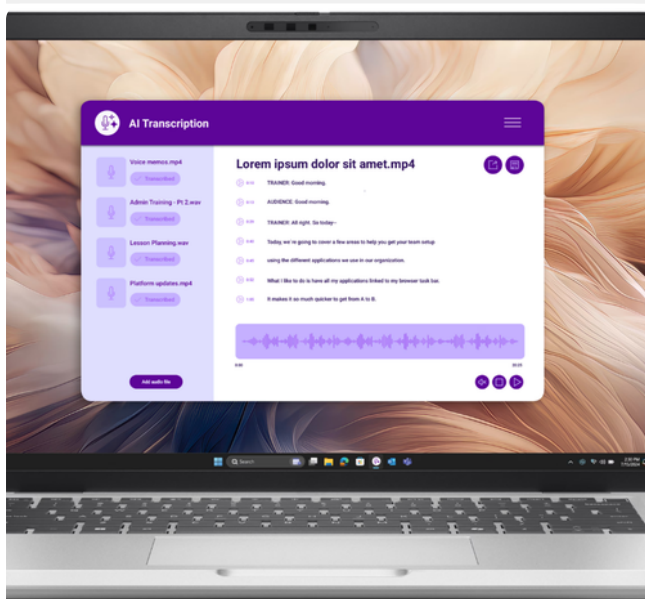 AI Transcription
Voice memos.mp4
Transcribed
Admin Training - Pt 2.wav
Transcribed
Lesson Planning.wav
Transcribed
Platform updates.mp4
Transcribed
Add audio file
Lorem ipsum dolor sit amet.mp4
TRAINER: Good morning.
AUDIENCE: Good morning.
TRAINER: All right. So today--
Today, we're going to cover a few areas to help you get your team setup
using the different applications we use in our organization.
What I like to do is have all my applications linked to my browser task bar.
It makes it so much quicker to get from A to B.
0:00
Search